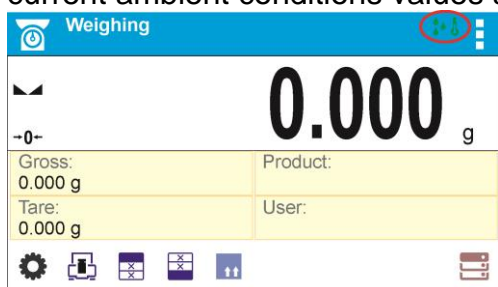 current ambient conditions values
Weighing
0.000 g
→0←
Gross:
0.000 g
Product:
Tare:
0.000 g
User: